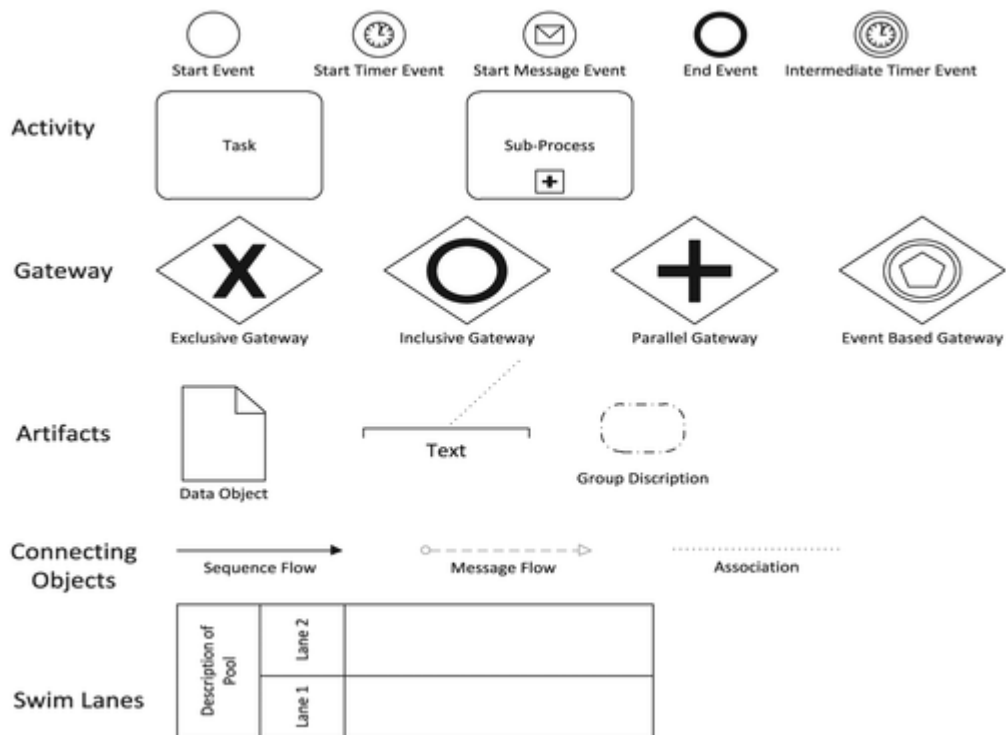 Start Event
Start Timer Event
Start Message Event
End Event
Intermediate Timer Event
Activity
Task
Sub-Process
Gateway
X
Exclusive Gateway
Inclusive Gateway
Parallel Gateway
Event Based Gateway
Artifacts
Text
Data Object
Group Discription
Connecting
Objects
Sequence Flow
Message Flow
Association
Swim Lanes
Description of
Pool
Lane 2
Lane 1